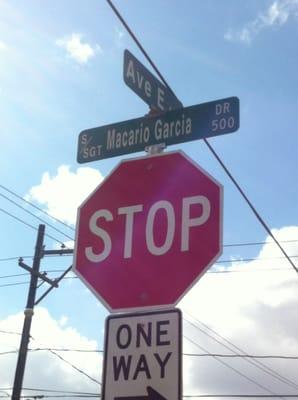 Ave E
S/SGT Macario Garcia DR 500
STOP
ONE
WAY